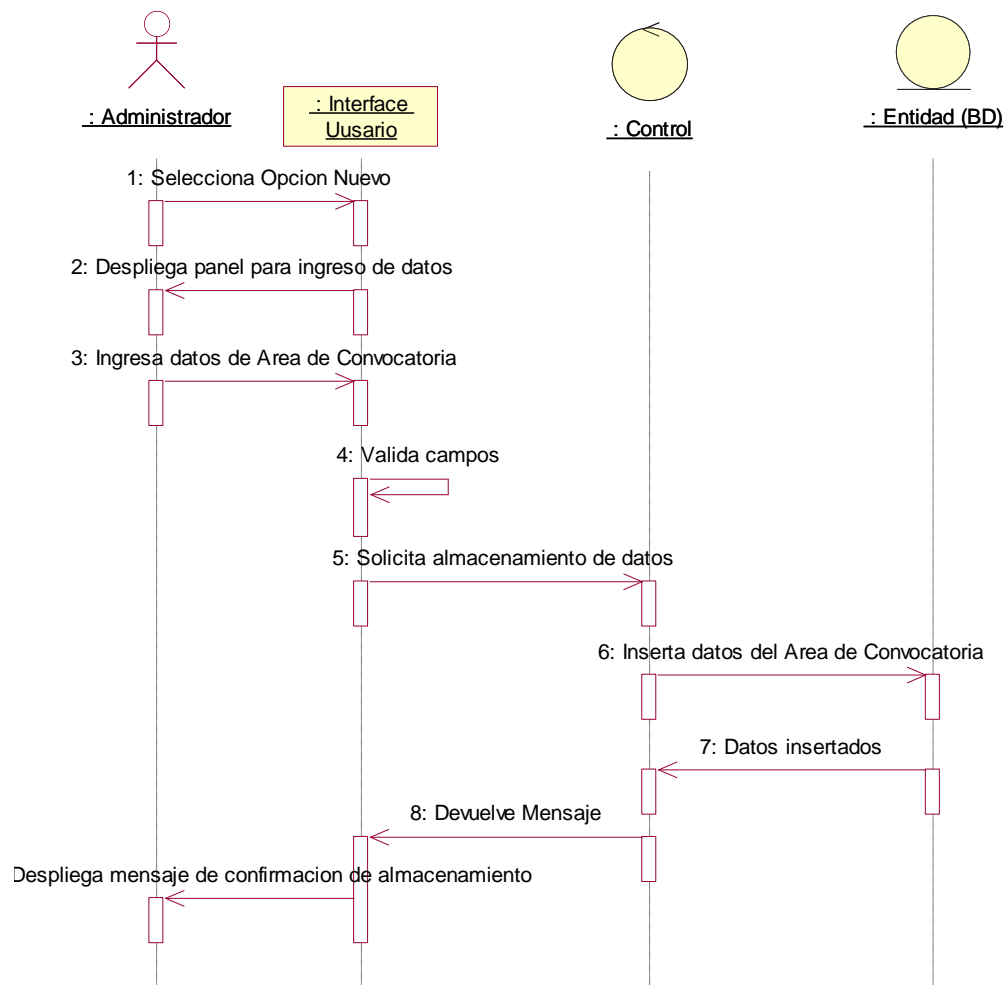 : Administrador
: Interface
Uusario
: Control
: Entidad (BD)
1: Selecciona Opcion Nuevo
2: Despliega panel para ingreso de datos
3: Ingresa datos de Area de Convocatoria
4: Valida campos
5: Solicita almacenamiento de datos
6: Inserta datos del Area de Convocatoria
7: Datos insertados
8: Devuelve Mensaje
Despliega mensaje de confirmacion de almacenamiento